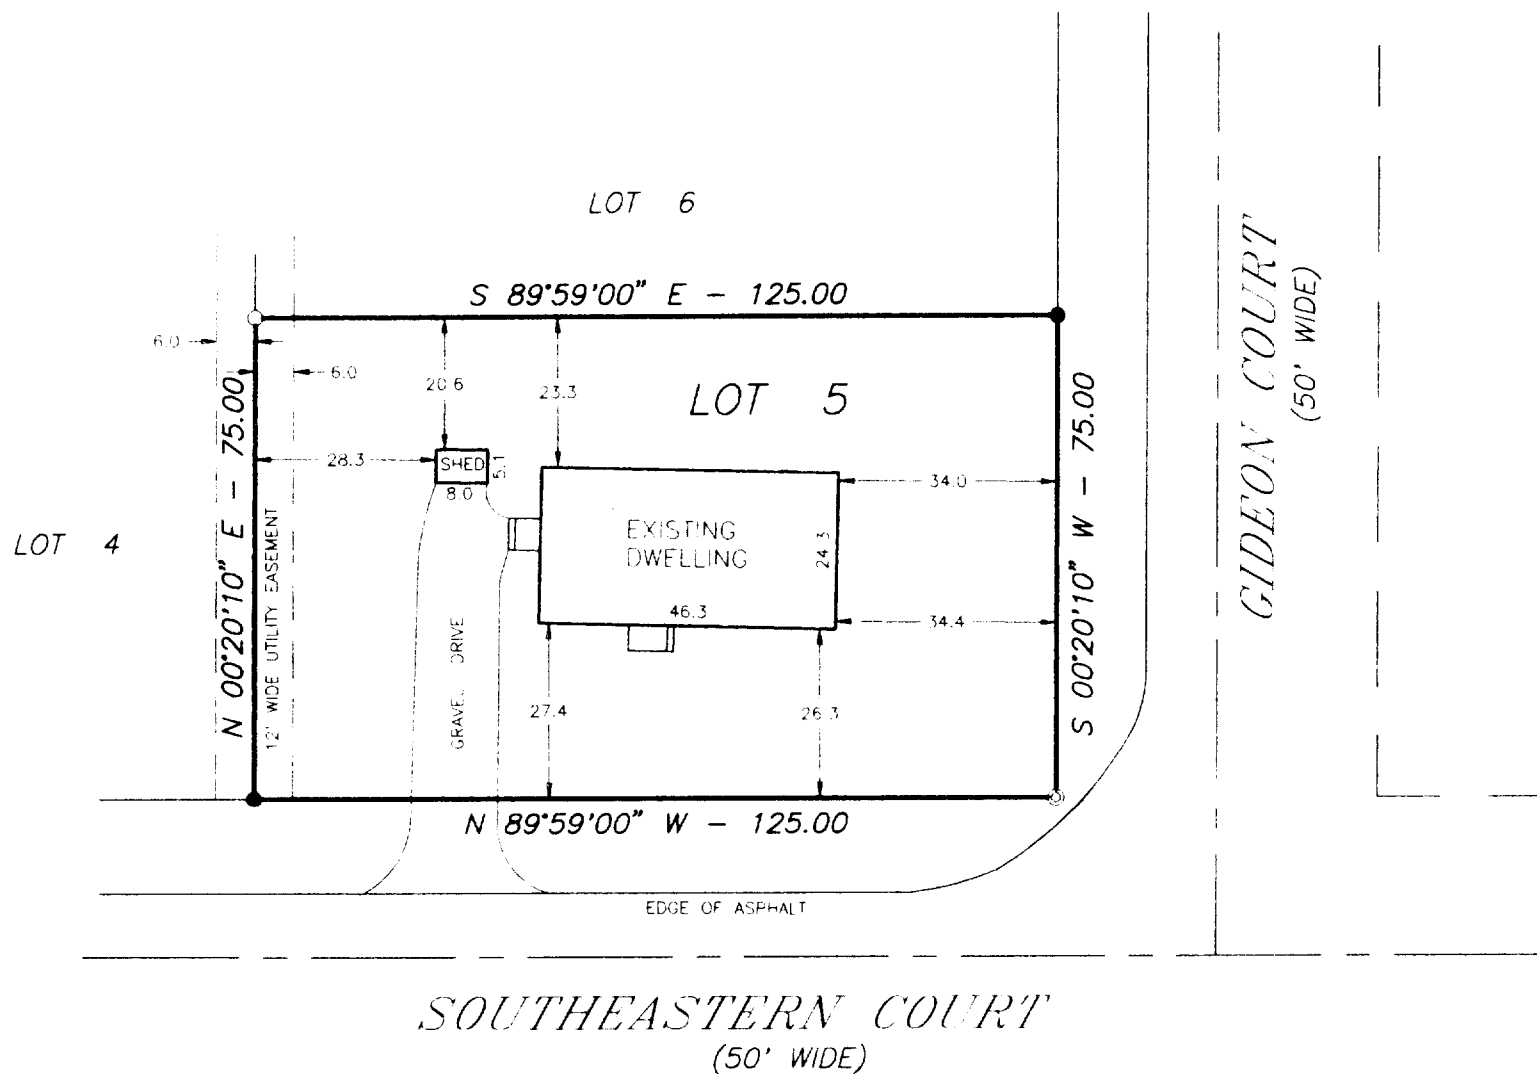 LOT 6
S 89°59'00" E - 125.00
6.0
6.0
20.6
23.3
LOT 5
N 00°20'10" E - 75.00
S 00°20'10" W - 75.00
GIDEON COURT
(50' WIDE)
28.3
SHED
5.1
8.0
34.0
LOT 4
12' WIDE UTILITY EASEMENT
EXISTING
DWELLING
24.3
46.3
34.4
GRAVEL DRIVE
27.4
26.3
N 89°59'00" W - 125.00
EDGE OF ASPHALT
SOUTHEASTERN COURT
(50' WIDE)